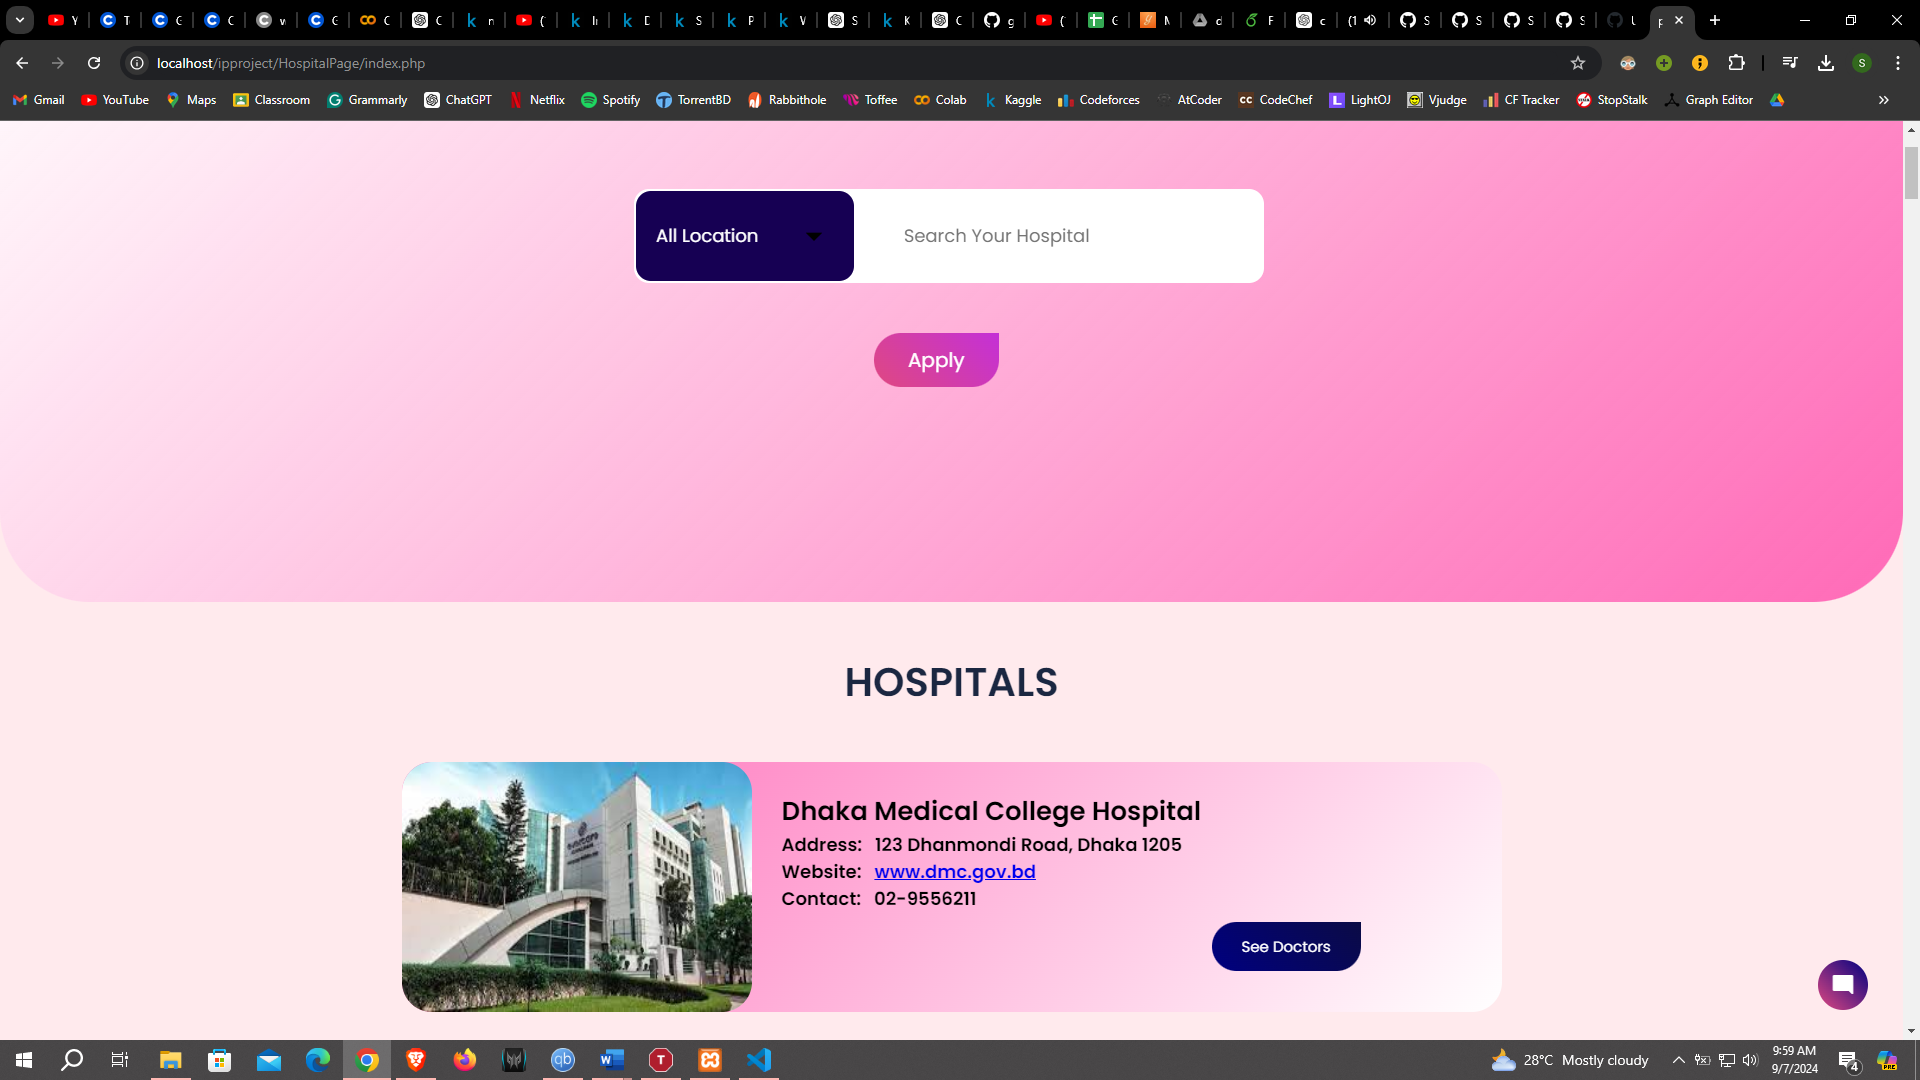 localhost/ipproject/HospitalPage/index.php
Gmail YouTube Maps Classroom Grammarly ChatGPT Netflix Spotify TorrentBD Rabbithole Toffee Colab Kaggle Codeforces AtCoder CodeChef LightOJ Vjudge CF Tracker StopStalk Graph Editor
All Location
Search Your Hospital
Apply
HOSPITALS
Dhaka Medical College Hospital
Address: 123 Dhanmondi Road, Dhaka 1205
Website: www.dmc.gov.bd
Contact: 02-9556211
See Doctors
28°C Mostly cloudy
9:59 AM
9/7/2024
4